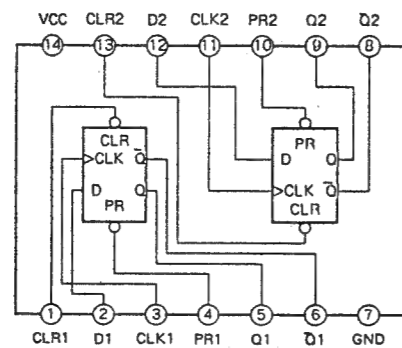 VCC CLR2 D2 CLK2 PR2 Q2 Q̅2
14 13 12 11 10 9 8
CLR
CLK Q̅
D Q
PR
PR
D Q
CLK Q̅
CLR
1 2 3 4 5 6 7
CLR1 D1 CLK1 PR1 Q1 Q̅1 GND